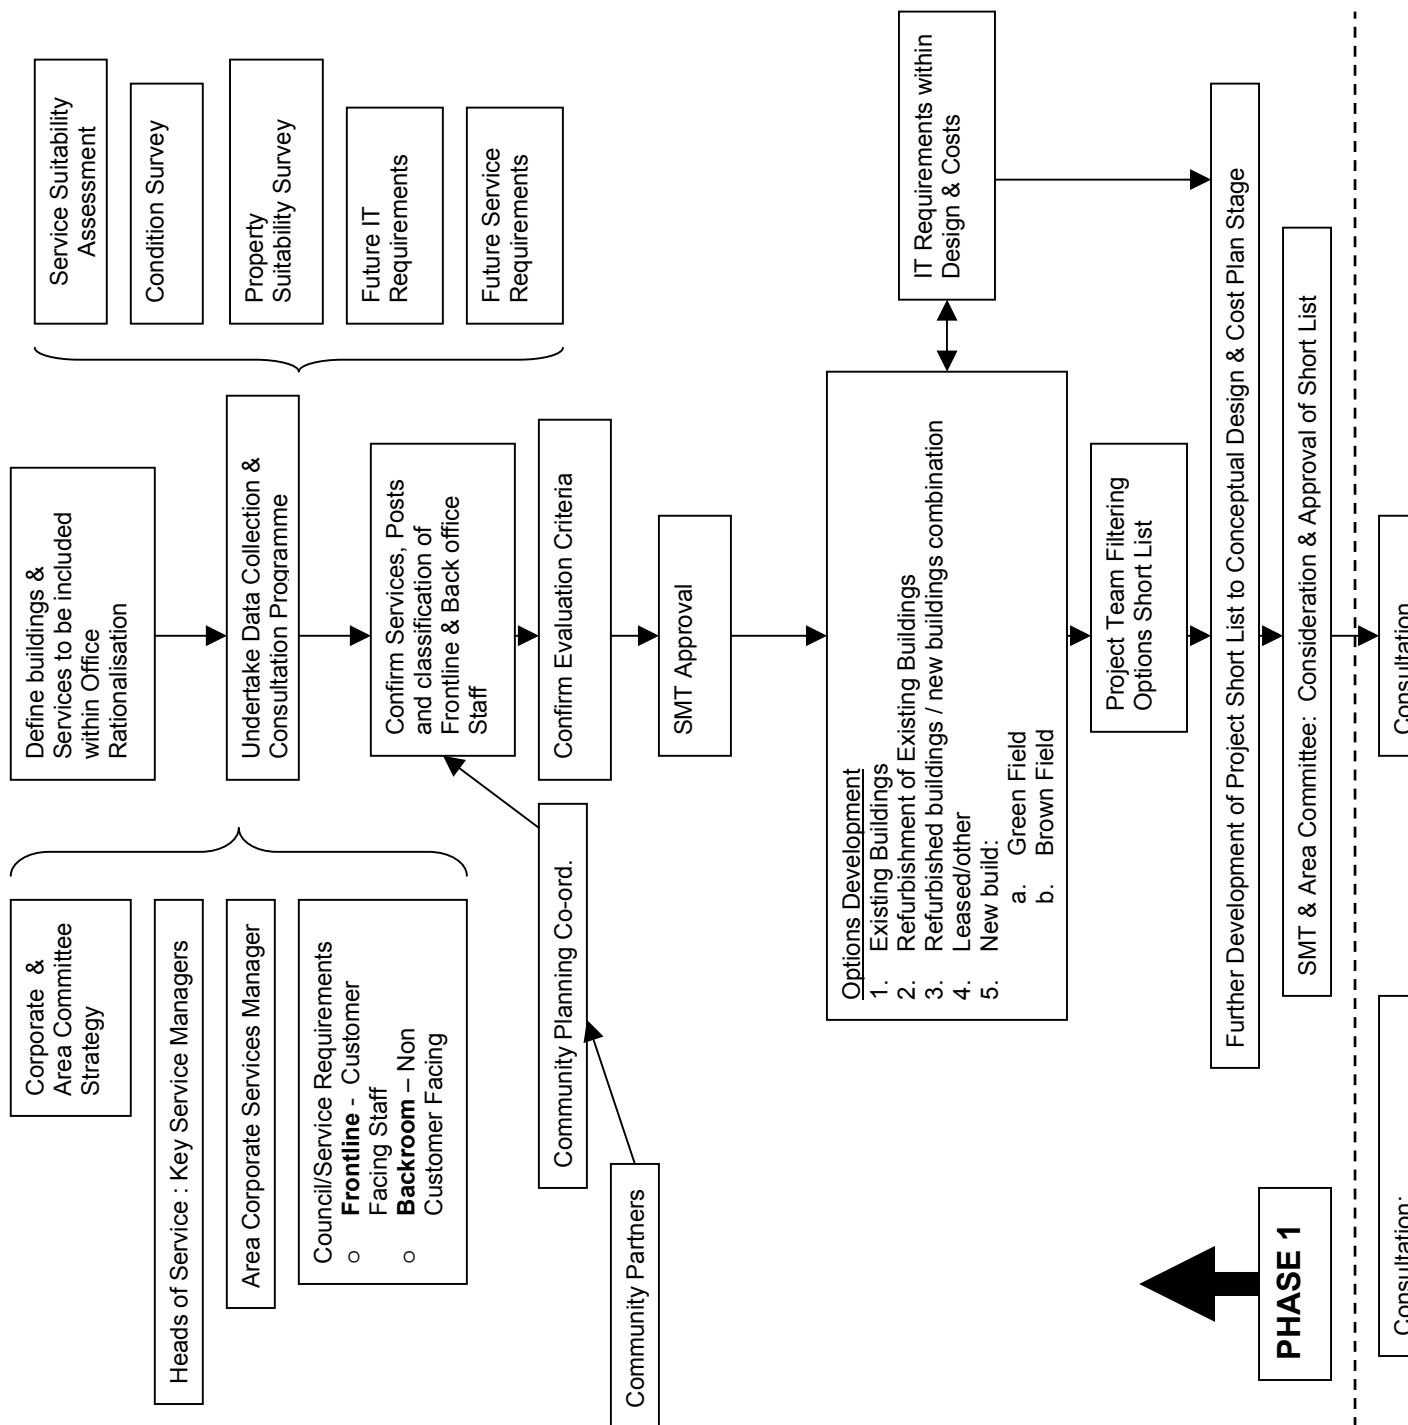 Service Suitability
Assessment
Condition Survey
Property
Suitability Survey
Future IT
Requirements
Future Service
Requirements
Define buildings &
Services to be included
within Office
Rationalisation
Undertake Data Collection &
Consultation Programme
Confirm Services, Posts
and classification of
Frontline & Back office
Staff
Confirm Evaluation Criteria
SMT Approval
Corporate & 
Area Committee
Strategy
Heads of Service : Key Service Managers
Area Corporate Services Manager
Council/Service Requirements
○ Frontline - Customer
Facing Staff
○ Backroom – Non
Customer Facing
Community Planning Co-ord.
Community Partners
Options Development
1. Existing Buildings
2. Refurbishment of Existing Buildings
3. Refurbished buildings / new buildings combination
4. Leased/other
5. New build:
a. Green Field
b. Brown Field
IT Requirements within
Design & Costs
Project Team Filtering
Options Short List
Further Development of Project Short List to Conceptual Design & Cost Plan Stage
SMT & Area Committee: Consideration & Approval of Short List
PHASE 1
Consultation
Consultation: